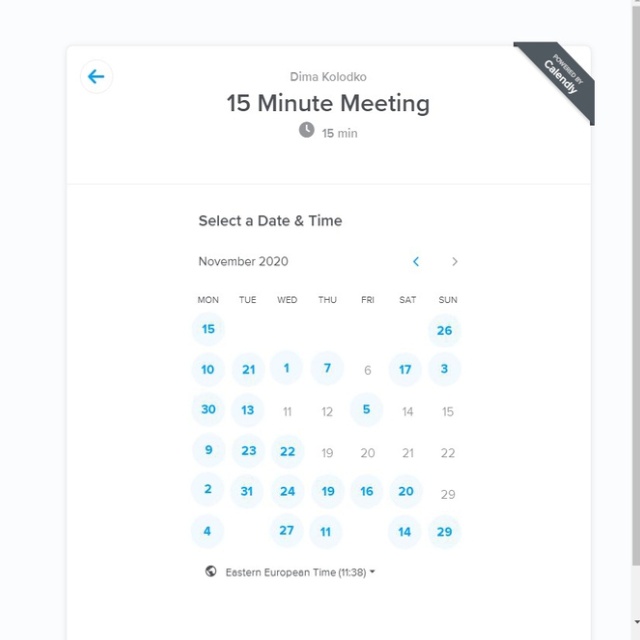 POWERED BY
Calendly
Dima Kolodko
15 Minute Meeting
15 min
Select a Date & Time
November 2020
MON TUE WED THU FRI SAT SUN
15 26
10 21 1 7 6 17 3
30 13 11 12 5 14 15
9 23 22 19 20 21 22
2 31 24 19 16 20 29
4 27 11 14 29
Eastern European Time (11:38)